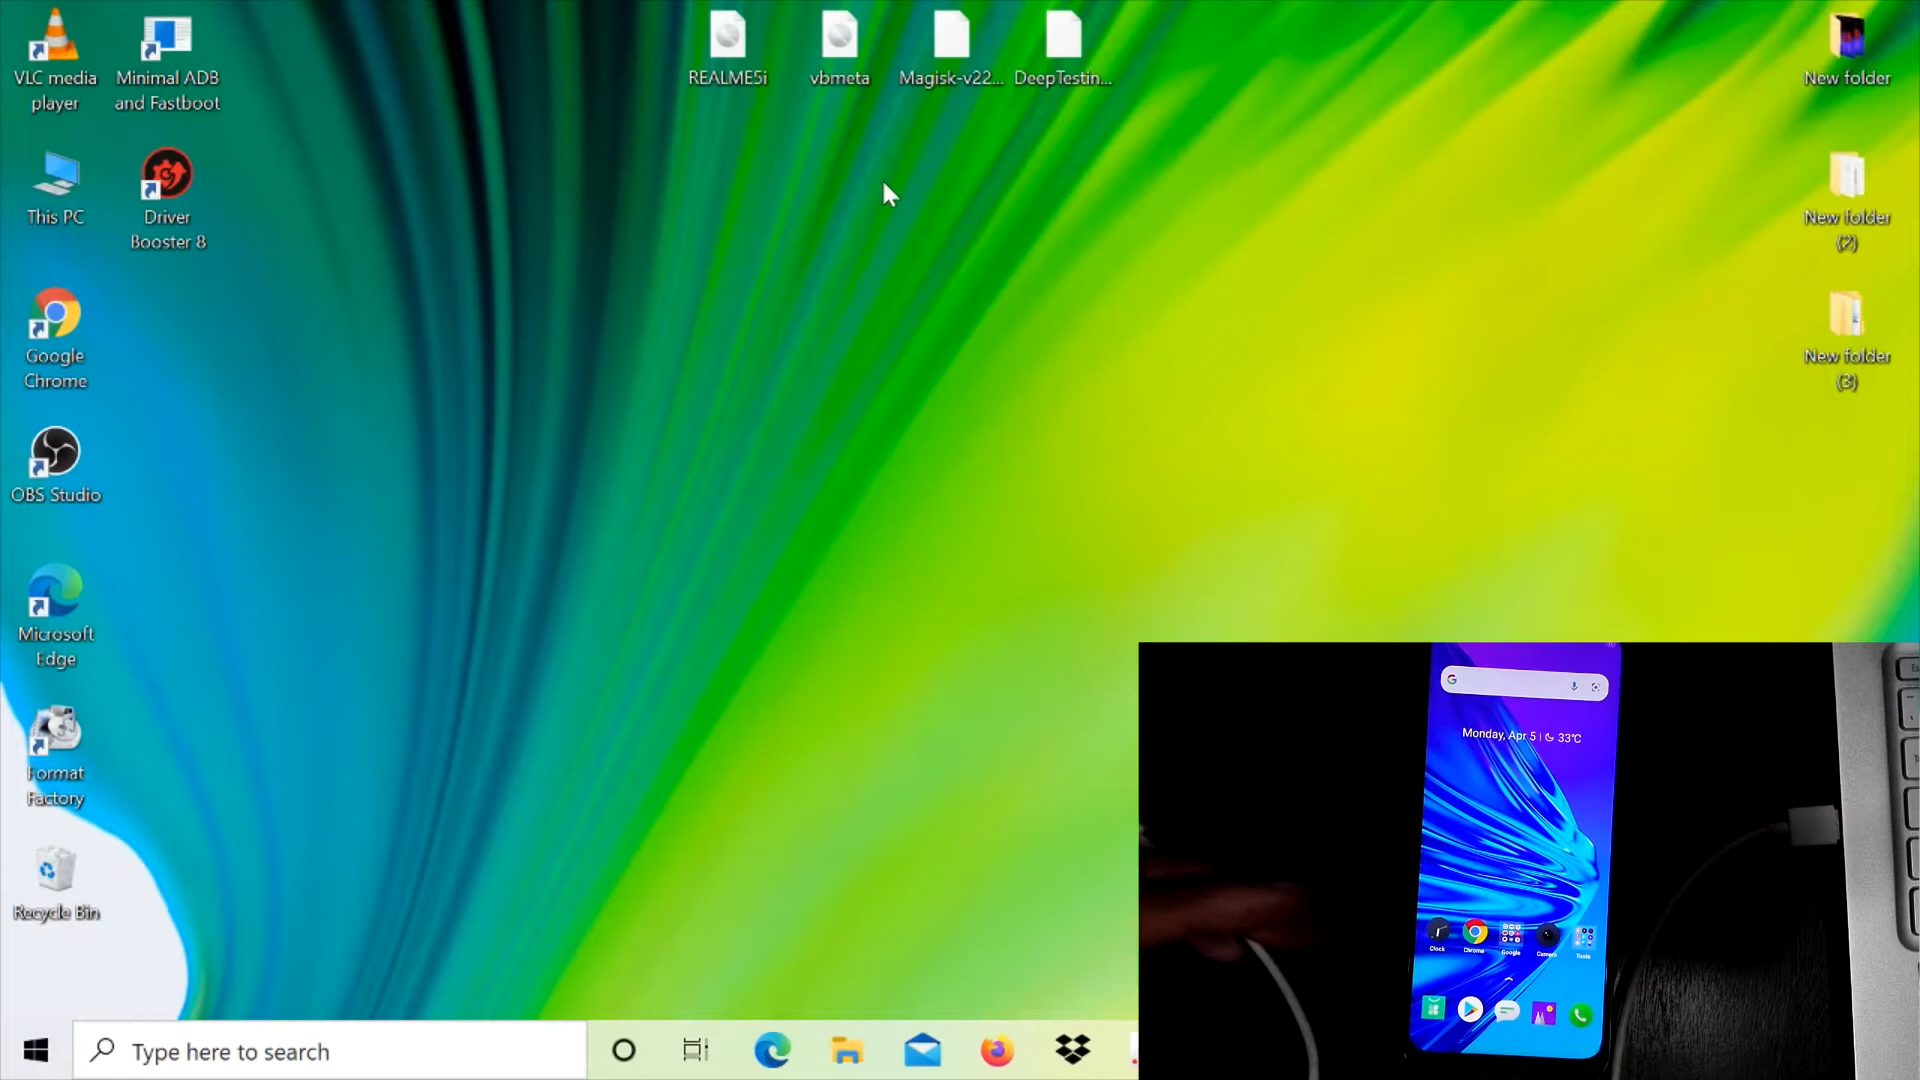 VLC media
player
Minimal ADB
and Fastboot
REALME5i
vbmeta
Magisk-v22...
DeepTestin...
New folder
This PC
Driver
Booster 8
New folder
(2)
Google
Chrome
New folder
(3)
OBS Studio
Microsoft
Edge
Format
Factory
Recycle Bin
Type here to search
Monday, Apr 5 | 33°C
Clock
Chrome
Google
Camera
Tools